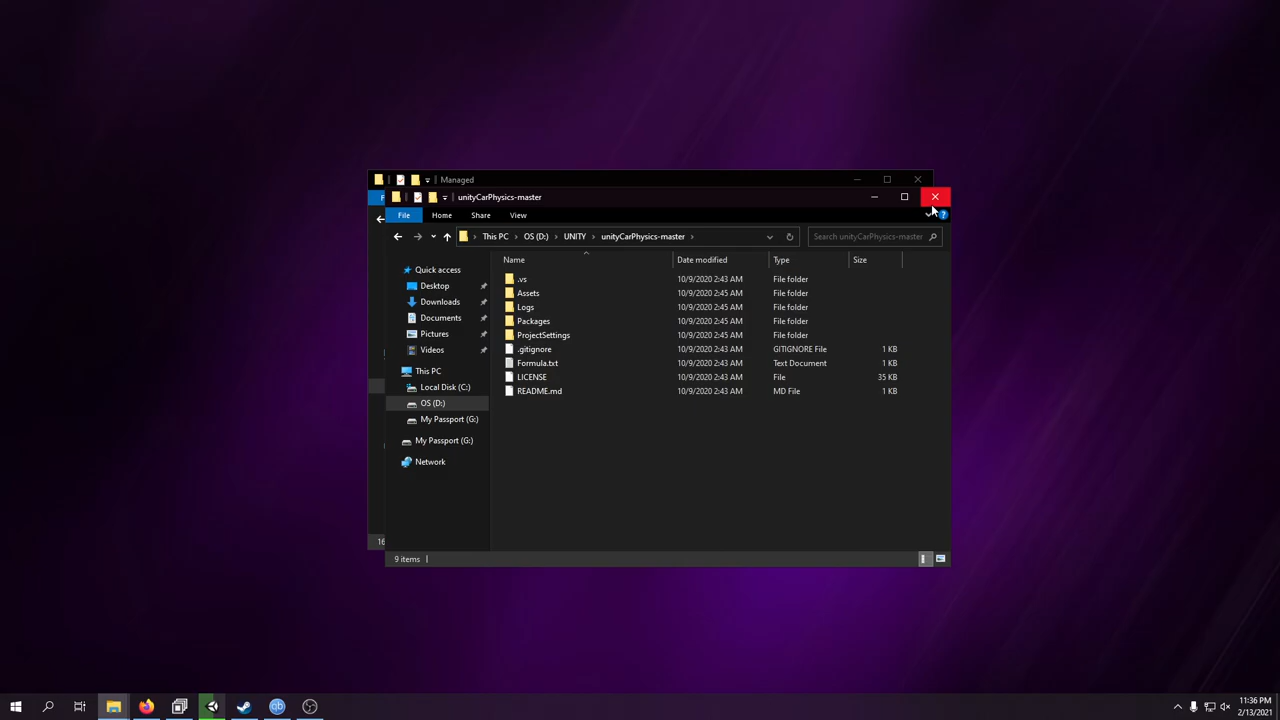 Managed
unityCarPhysics-master
F
File Home Share View
This PC OS (D:) UNITY unityCarPhysics-master
Search unityCarPhysics-master
Name Date modified Type Size
Quick access
Desktop
Downloads
Documents
Pictures
Videos
This PC
Local Disk (C:)
OS (D:)
My Passport (G:)
My Passport (G:)
Network
.vs 10/9/2020 2:43 AM File folder
Assets 10/9/2020 2:45 AM File folder
Logs 10/9/2020 2:43 AM File folder
Packages 10/9/2020 2:45 AM File folder
ProjectSettings 10/9/2020 2:45 AM File folder
.gitignore 10/9/2020 2:43 AM GITIGNORE File 1 KB
Formula.txt 10/9/2020 2:43 AM Text Document 1 KB
LICENSE 10/9/2020 2:43 AM File 35 KB
README.md 10/9/2020 2:43 AM MD File 1 KB
16
9 items
qb
11:36 PM
2/13/2021